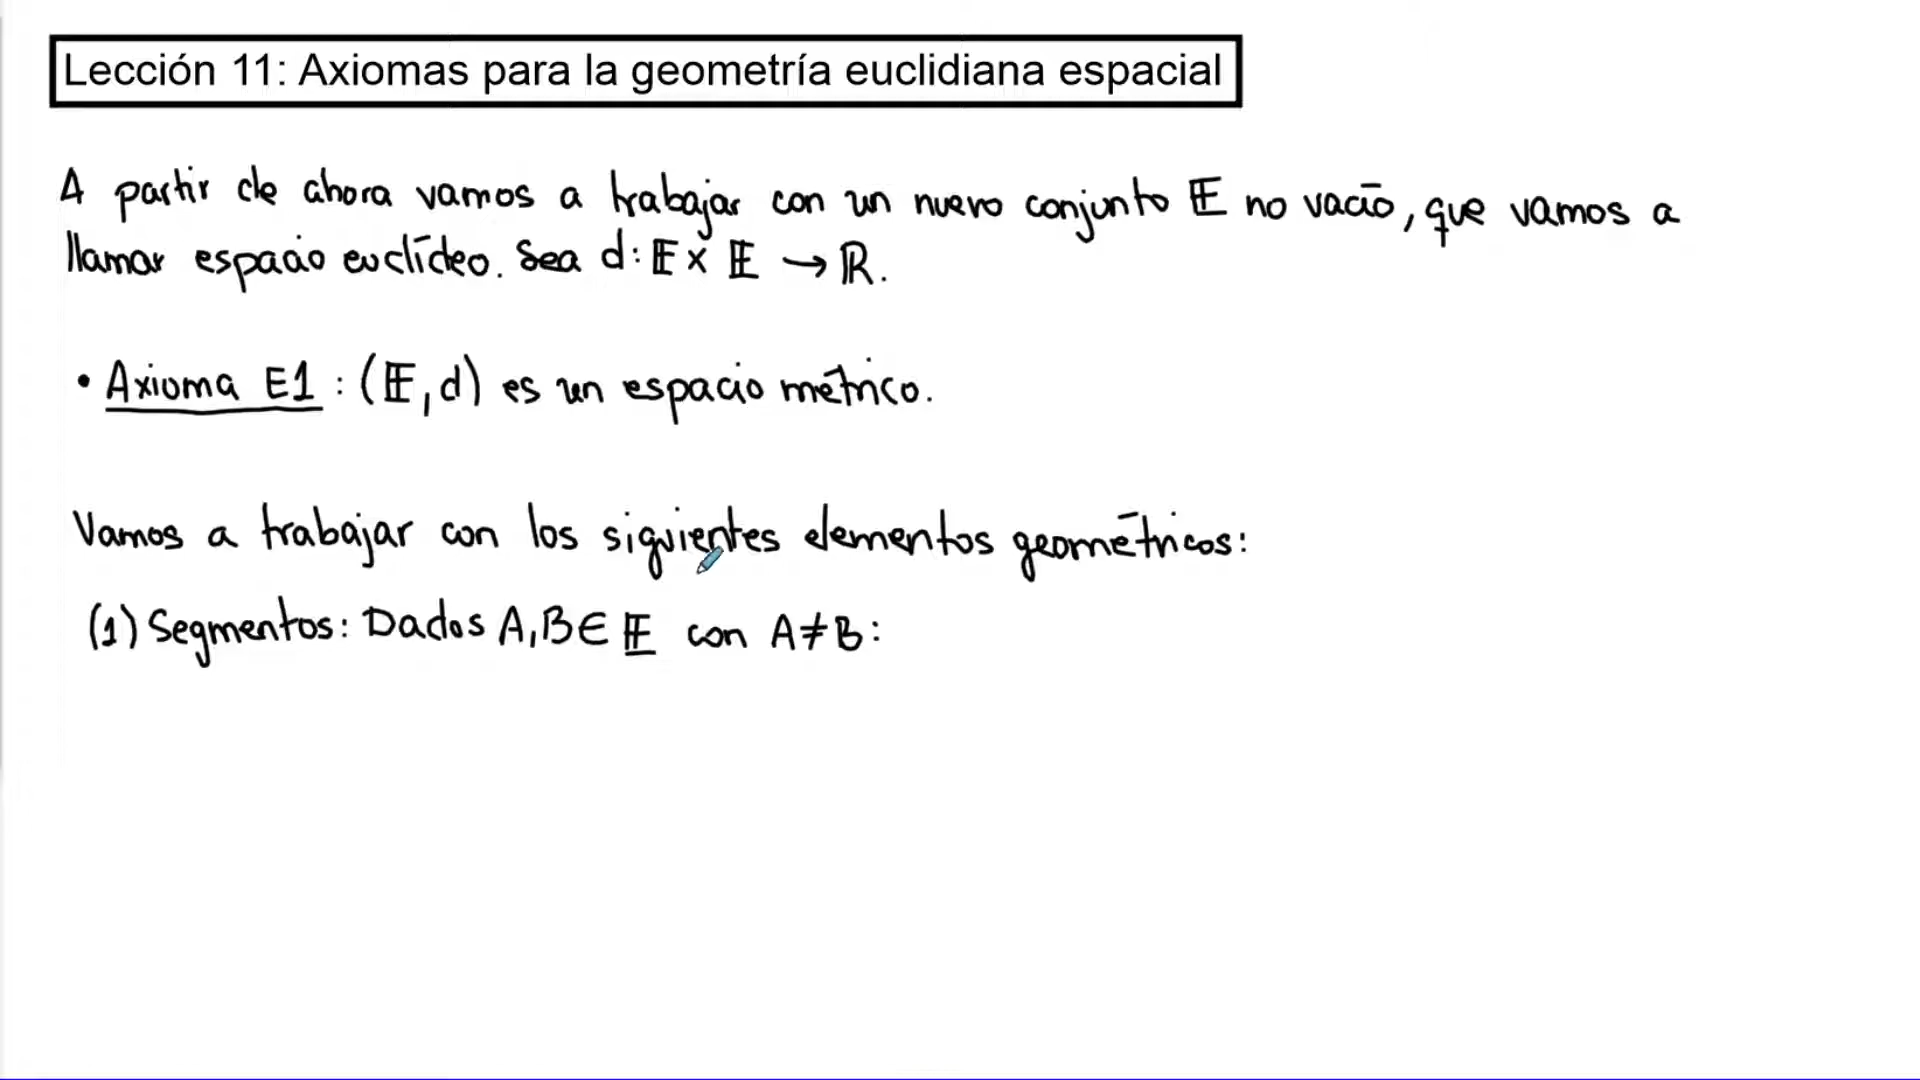 Lección 11: Axiomas para la geometría euclidiana espacial
A partir de ahora vamos a trabajar con un nuevo conjunto 𝔼 no vacío, que vamos a
llamar espacio euclídeo. Sea d: 𝔼 x 𝔼 → ℝ.
• Axioma E1 : (𝔼, d) es un espacio métrico.
Vamos a trabajar con los siguientes elementos geométricos:
(1) Segmentos: Dados A, B ∈ 𝔼 con A ≠ B: